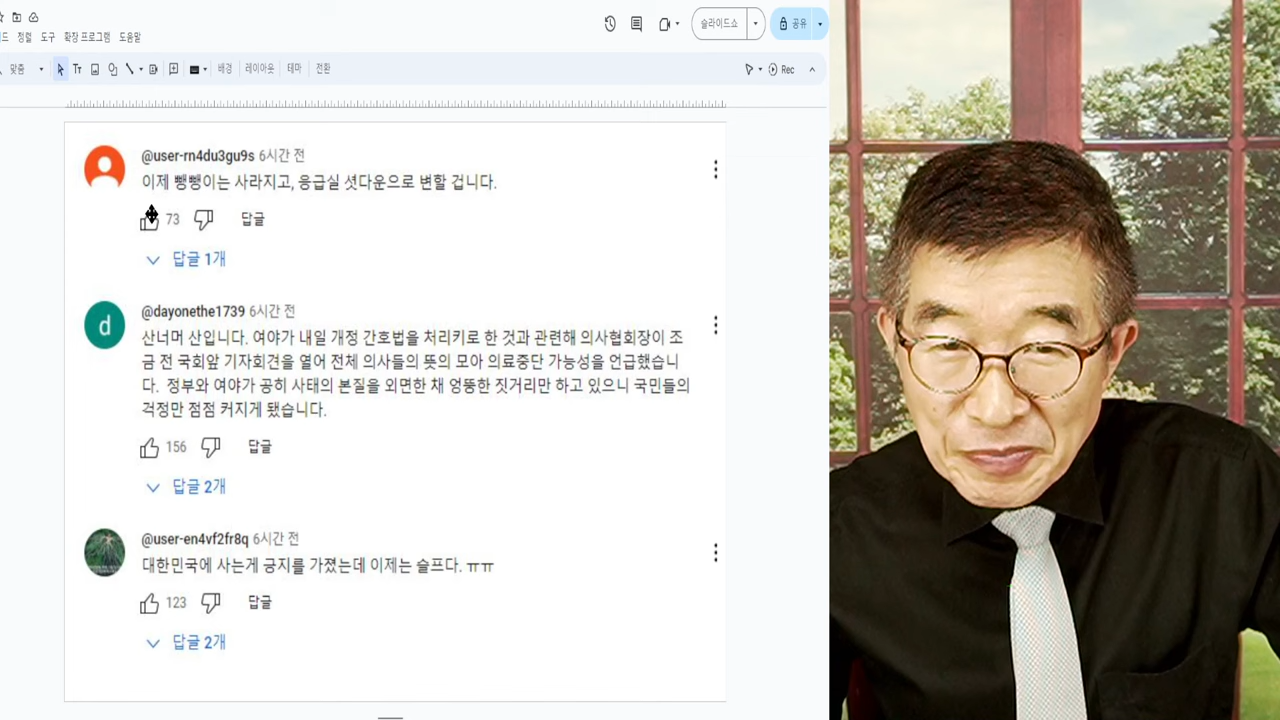 슬라이드쇼
공유
정렬 도구 확장 프로그램 도움말
맞춤
Tт
배경 레이아웃 테마 전환
Rec
@user-rn4du3gu9s 6시간 전
이제 뺑뺑이는 사라지고, 응급실 셧다운으로 변할 겁니다.
73 답글
답글 1개
d
@dayonethe1739 6시간 전
산너머 산입니다. 여야가 내일 개정 간호법을 처리키로 한 것과 관련해 의사협회장이 조
금 전 국회앞 기자회견을 열어 전체 의사들의 뜻의 모아 의료중단 가능성을 언급했습니
다. 정부와 여야가 공히 사태의 본질을 외면한 채 엉뚱한 짓거리만 하고 있으니 국민들의
걱정만 점점 커지게 됐습니다.
156 답글
답글 2개
@user-en4vf2fr8q 6시간 전
대한민국에 사는게 긍지를 가졌는데 이제는 슬프다. ㅠㅠ
123 답글
답글 2개